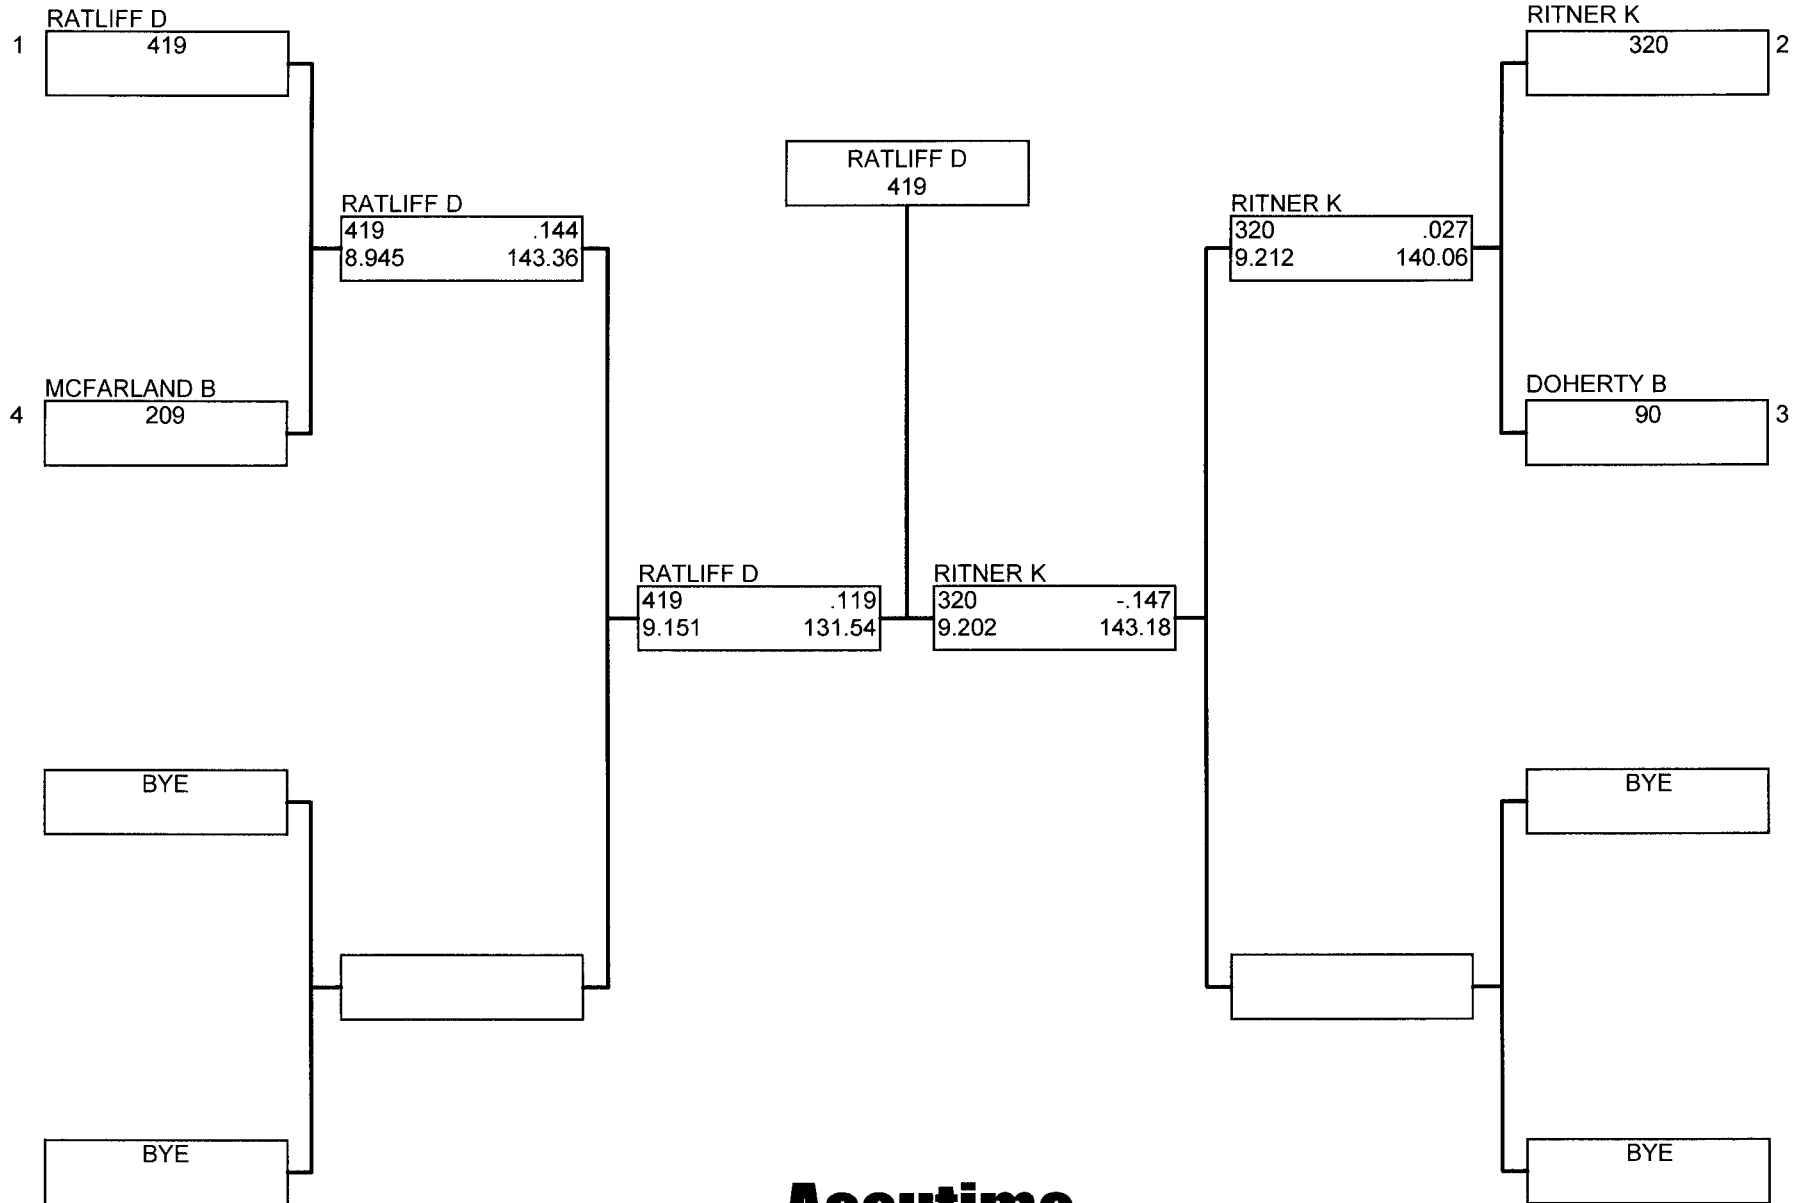 RATLIFF D
1 419
RITNER K
320 2
RATLIFF D
419
RATLIFF D
419 .144
8.945 143.36
RITNER K
320 .027
9.212 140.06
MCFARLAND B
4 209
DOHERTY B
90 3
RATLIFF D
419 .119
9.151 131.54
RITNER K
320 -.147
9.202 143.18
BYE
BYE
BYE
BYE
Accutime